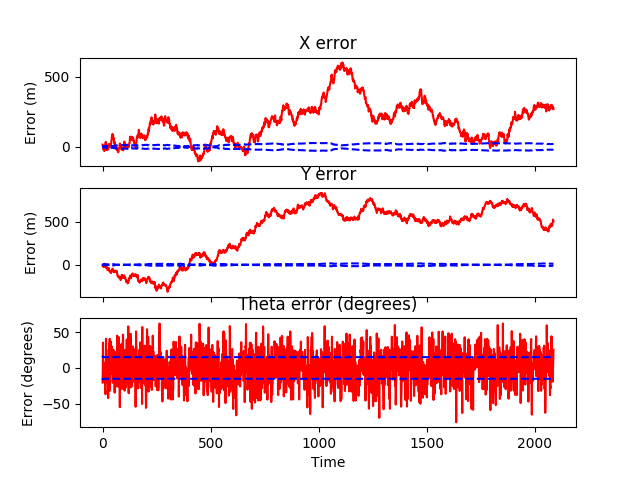 X error
500
0
Error (m)
Y error
500
0
Error (m)
Theta error (degrees)
50
0
−50
Error (degrees)
0 500 1000 1500 2000
Time